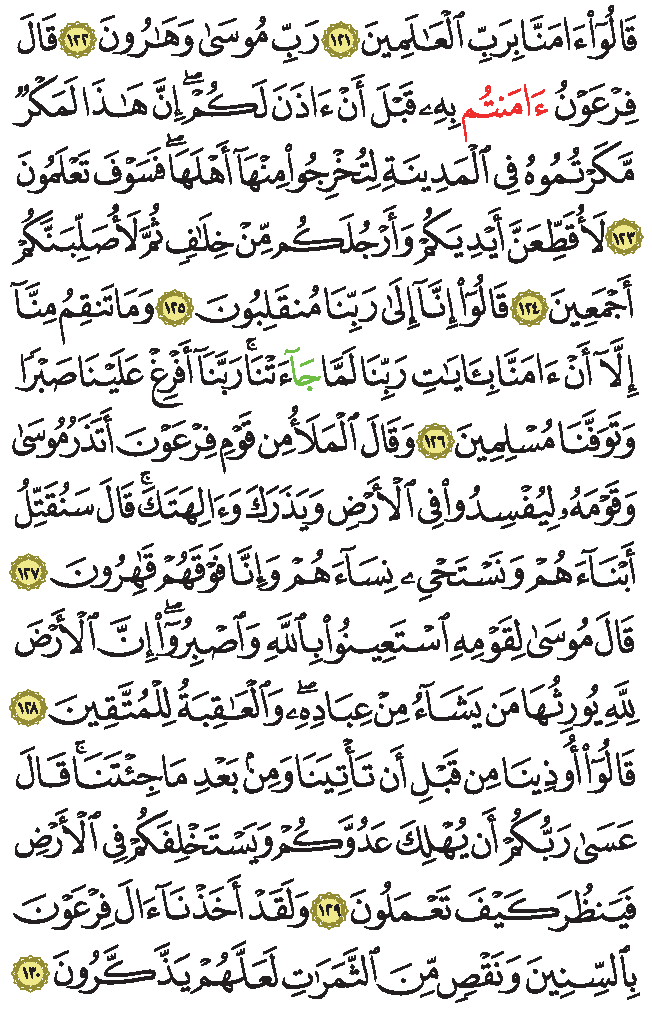 قَالُوٓا۟ ءَامَنَّا بِرَبِّ ٱلْعَـٰلَمِينَ ١٢١ رَبِّ مُوسَىٰ وَهَـٰرُونَ ١٢٢ قَالَ
فِرْعَوْنُ ءَامَنتُم بِهِۦ قَبْلَ أَنْ ءَاذَنَ لَكُمْ ۖ إِنَّ هَـٰذَا لَمَكْرٌ
مَّكَرْتُمُوهُ فِى ٱلْمَدِينَةِ لِتُخْرِجُوا۟ مِنْهَآ أَهْلَهَا ۖ فَسَوْفَ تَعْلَمُونَ
١٢٣ لَأُقَطِّعَنَّ أَيْدِيَكُمْ وَأَرْجُلَكُم مِّنْ خِلَـٰفٍ ثُمَّ لَأُصَلِّبَنَّكُمْ
أَجْمَعِينَ ١٢٤ قَالُوٓا۟ إِنَّآ إِلَىٰ رَبِّنَا مُنقَلِبُونَ ١٢٥ وَمَا تَنقِمُ مِنَّآ
إِلَّآ أَنْ ءَامَنَّا بِـَٔايَـٰتِ رَبِّنَا لَمَّا جَآءَتْنَا ۚ رَبَّنَآ أَفْرِغْ عَلَيْنَا صَبْرًا
وَتَوَفَّنَا مُسْلِمِينَ ١٢٦ وَقَالَ ٱلْمَلَأُ مِن قَوْمِ فِرْعَوْنَ أَتَذَرُ مُوسَىٰ
وَقَوْمَهُۥ لِيُفْسِدُوا۟ فِى ٱلْأَرْضِ وَيَذَرَكَ وَءَالِهَتَكَ ۚ قَالَ سَنُقَتِّلُ
أَبْنَآءَهُمْ وَنَسْتَحْىِۦ نِسَآءَهُمْ وَإِنَّا فَوْقَهُمْ قَـٰهِرُونَ ١٢٧
قَالَ مُوسَىٰ لِقَوْمِهِ ٱسْتَعِينُوا۟ بِٱللَّهِ وَٱصْبِرُوٓا۟ ۖ إِنَّ ٱلْأَرْضَ
لِلَّهِ يُورِثُهَا مَن يَشَآءُ مِنْ عِبَادِهِۦ ۖ وَٱلْعَـٰقِبَةُ لِلْمُتَّقِينَ ١٢٨
قَالُوٓا۟ أُوذِينَا مِن قَبْلِ أَن تَأْتِيَنَا وَمِنۢ بَعْدِ مَا جِئْتَنَا ۚ قَالَ
عَسَىٰ رَبُّكُمْ أَن يُهْلِكَ عَدُوَّكُمْ وَيَسْتَخْلِفَكُمْ فِى ٱلْأَرْضِ
فَيَنظُرَ كَيْفَ تَعْمَلُونَ ١٢٩ وَلَقَدْ أَخَذْنَآ ءَالَ فِرْعَوْنَ
بِٱلسِّنِينَ وَنَقْصٍ مِّنَ ٱلثَّمَرَٰتِ لَعَلَّهُمْ يَذَّكَّرُونَ ١٣٠